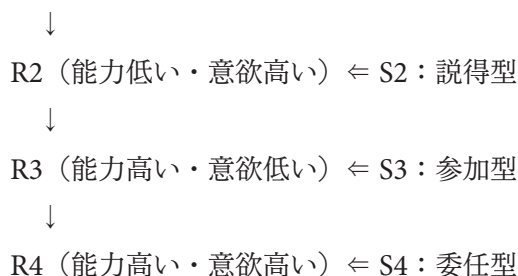 ↓
R2（能力低い・意欲高い）⇐ S2：説得型
↓
R3（能力高い・意欲低い）⇐ S3：参加型
↓
R4（能力高い・意欲高い）⇐ S4：委任型